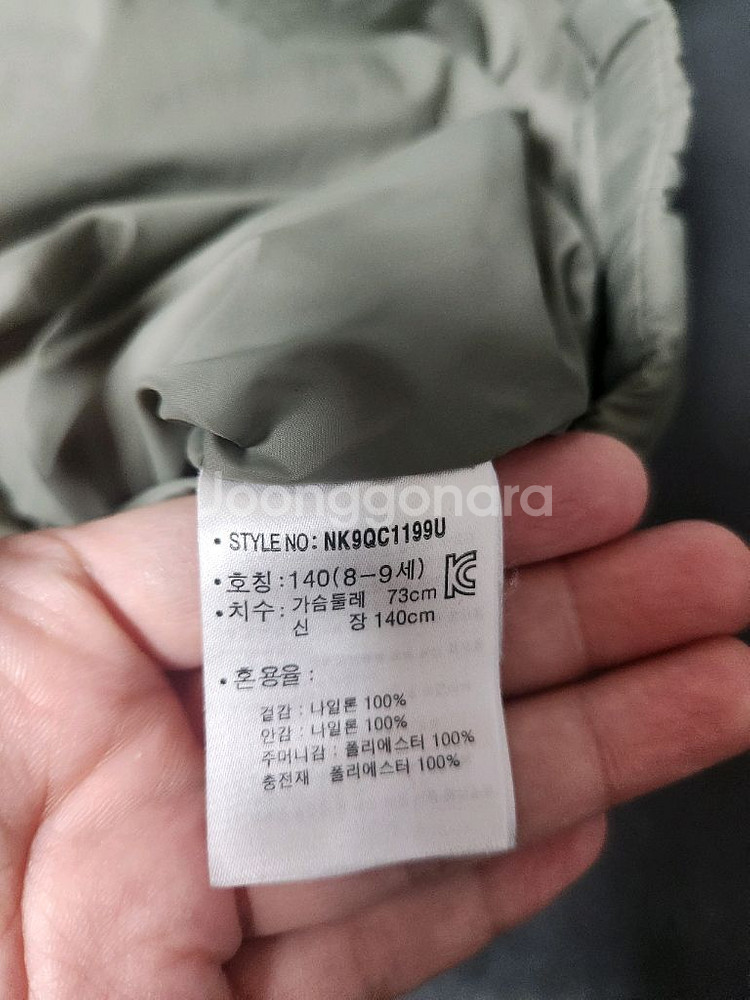 Joonggonara
• STYLE NO: NK9QC1199U
• 호칭 : 140(8-9세)
• 치수 : 가슴둘레 73cm
신 장 140cm
• 혼용율 :
겉감 : 나일론 100%
안감 : 나일론 100%
주머니감 : 폴리에스터 100%
충전재 폴리에스터 100%